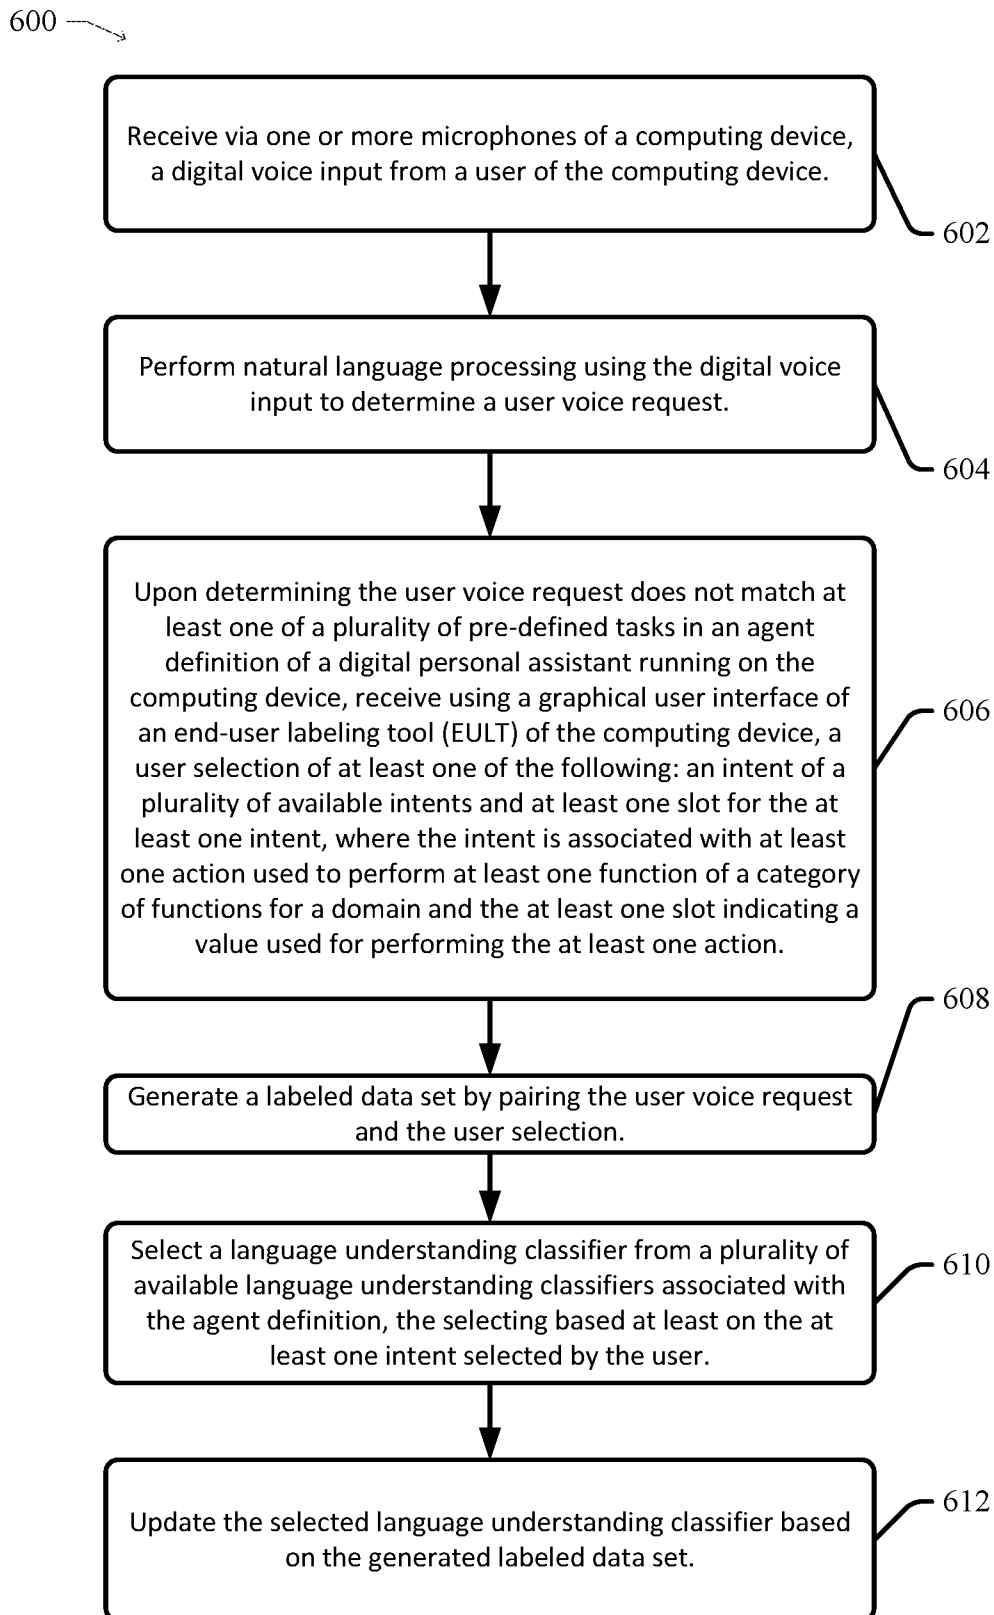 600
Receive via one or more microphones of a computing device,
a digital voice input from a user of the computing device.
602
Perform natural language processing using the digital voice
input to determine a user voice request.
604
Upon determining the user voice request does not match at
least one of a plurality of pre-defined tasks in an agent
definition of a digital personal assistant running on the
computing device, receive using a graphical user interface of
an end-user labeling tool (EULT) of the computing device, a
user selection of at least one of the following: an intent of a
plurality of available intents and at least one slot for the at
least one intent, where the intent is associated with at least
one action used to perform at least one function of a category
of functions for a domain and the at least one slot indicating a
value used for performing the at least one action.
606
Generate a labeled data set by pairing the user voice request
and the user selection.
608
Select a language understanding classifier from a plurality of
available language understanding classifiers associated with
the agent definition, the selecting based at least on the at
least one intent selected by the user.
610
Update the selected language understanding classifier based
on the generated labeled data set.
612